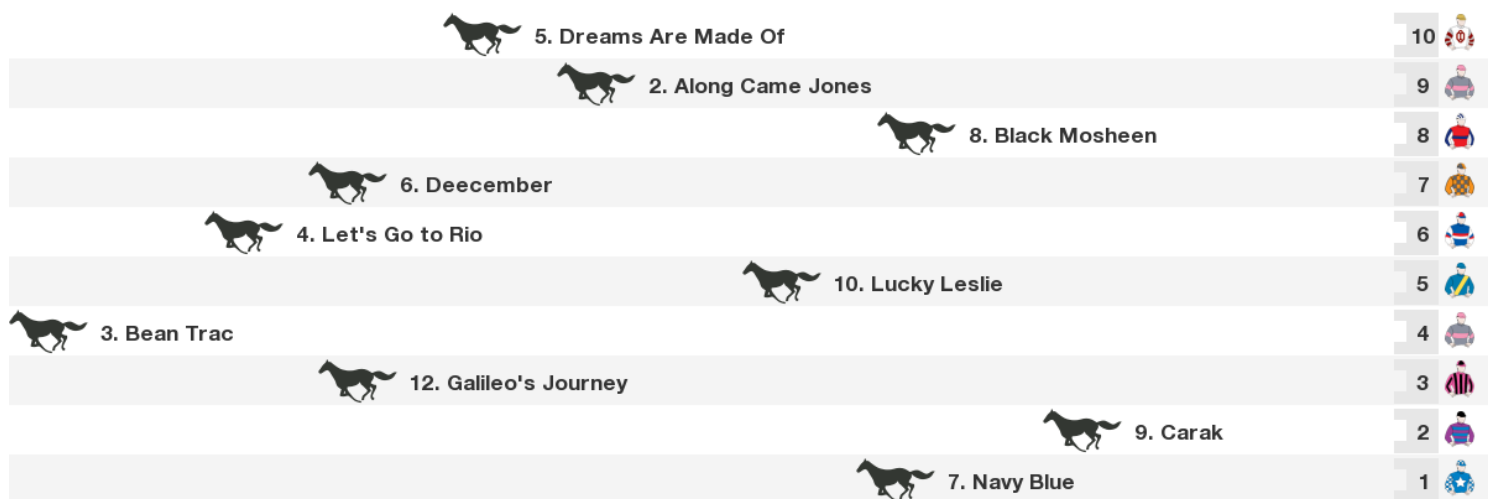 5. Dreams Are Made Of 10
2. Along Came Jones 9
8. Black Mosheen 8
6. Deecember 7
4. Let's Go to Rio 6
10. Lucky Leslie 5
3. Bean Trac 4
12. Galileo's Journey 3
9. Carak 2
7. Navy Blue 1